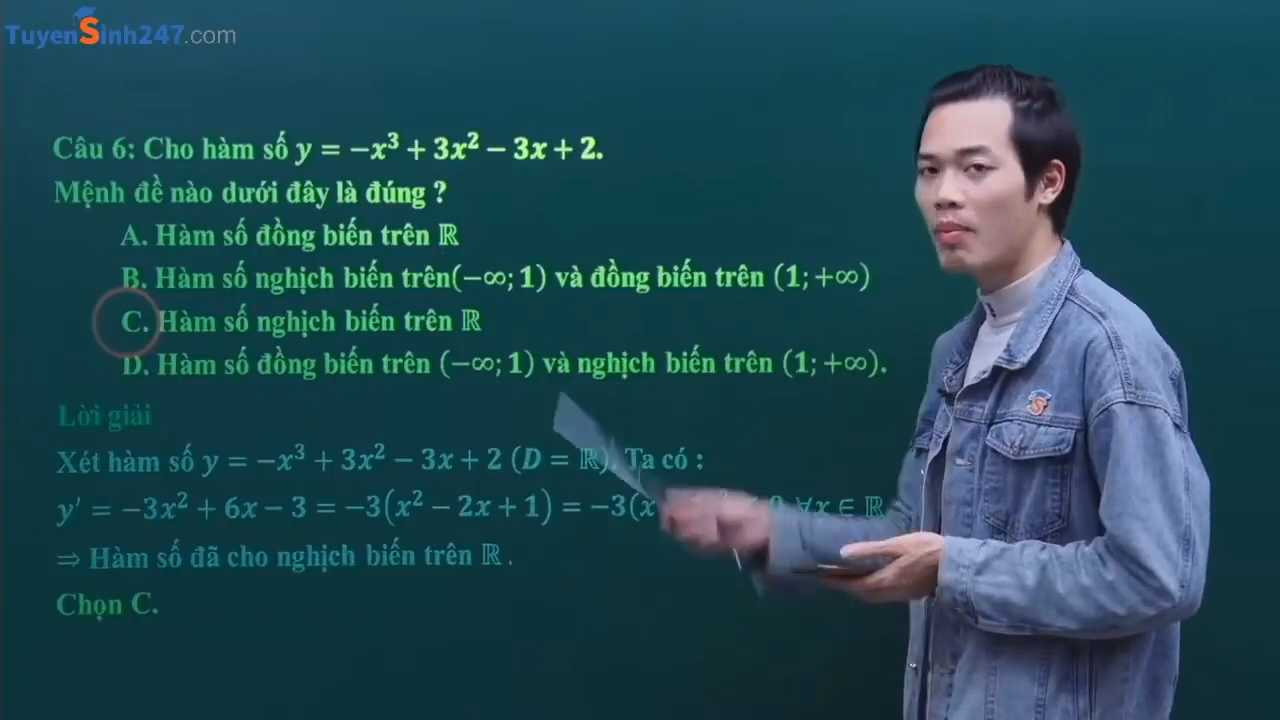 TuyenSinh247.com
Câu 6: Cho hàm số y = −x³ + 3x² − 3x + 2.
Mệnh đề nào dưới đây là đúng ?
A. Hàm số đồng biến trên ℝ
B. Hàm số nghịch biến trên(−∞; 1) và đồng biến trên (1; +∞)
C. Hàm số nghịch biến trên ℝ
D. Hàm số đồng biến trên (−∞; 1) và nghịch biến trên (1; +∞).
Lời giải
Xét hàm số y = −x³ + 3x² − 3x + 2 (D = ℝ). Ta có :
y′ = −3x² + 6x − 3 = −3(x² − 2x + 1) = −3(x ∀x ∈ ℝ
⇒ Hàm số đã cho nghịch biến trên ℝ .
Chọn C.